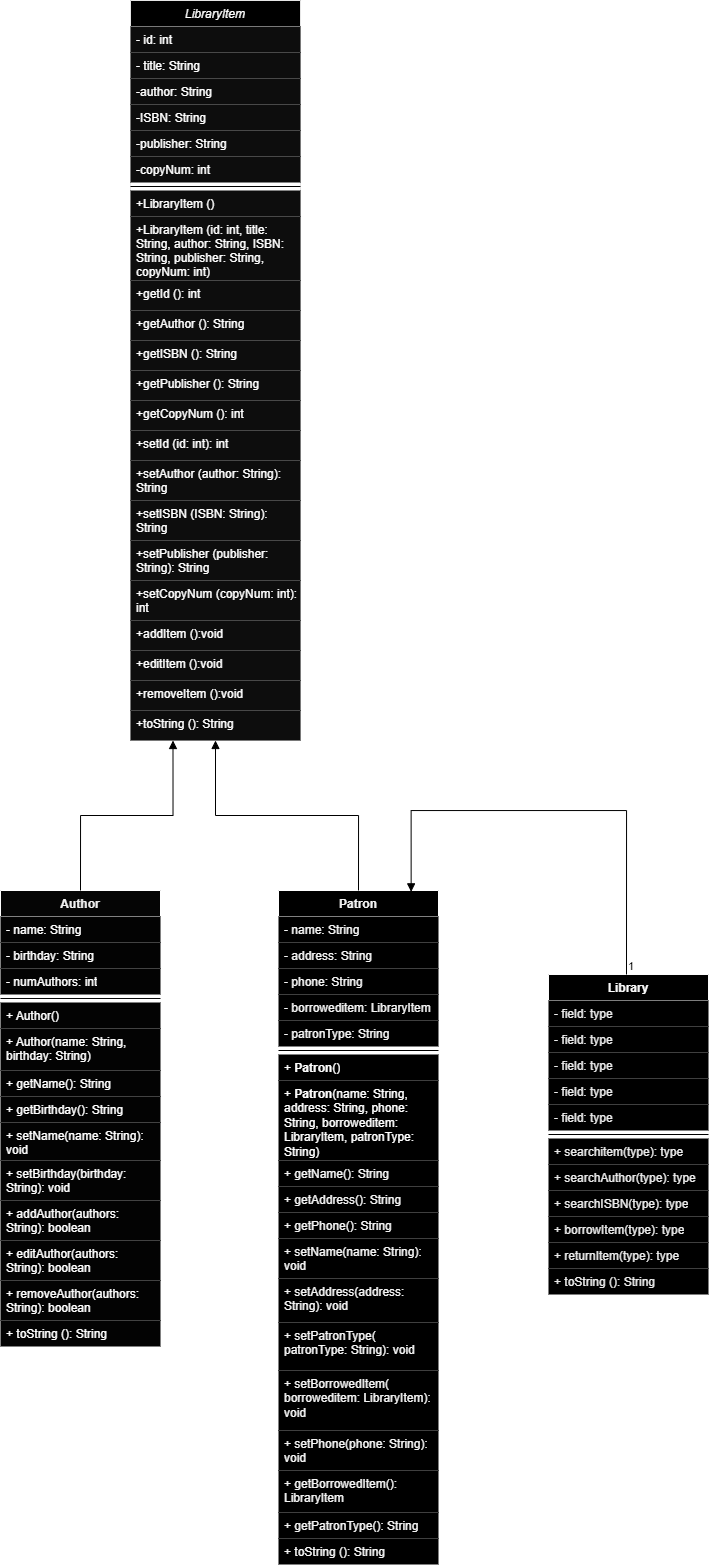 LibraryItem
- id: int
- title: String
-author: String
-ISBN: String
-publisher: String
-copyNum: int
+LibraryItem ()
+LibraryItem (id: int, title:
String, author: String, ISBN:
String, publisher: String,
copyNum: int)
+getId (): int
+getAuthor (): String
+getISBN (): String
+getPublisher (): String
+getCopyNum (): int
+setId (id: int): int
+setAuthor (author: String):
String
+setISBN (ISBN: String):
String
+setPublisher (publisher:
String): String
+setCopyNum (copyNum: int):
int
+addItem ():void
+editItem ():void
+removeItem ():void
+toString (): String
Author
- name: String
- birthday: String
- numAuthors: int
+ Author()
+ Author(name: String,
birthday: String)
+ getName(): String
+ getBirthday(): String
+ setName(name: String):
void
+ setBirthday(birthday:
String): void
+ addAuthor(authors:
String): boolean
+ editAuthor(authors:
String): boolean
+ removeAuthor(authors:
String): boolean
+ toString (): String
Patron
- name: String
- address: String
- phone: String
- borroweditem: LibraryItem
- patronType: String
+ Patron()
+ Patron(name: String,
address: String, phone:
String, borroweditem:
LibraryItem, patronType:
String)
+ getName(): String
+ getAddress(): String
+ getPhone(): String
+ setName(name: String):
void
+ setAddress(address:
String): void
+ setPatronType(
patronType: String): void
+ setBorrowedItem(
borroweditem: LibraryItem):
void
+ setPhone(phone: String):
void
+ getBorrowedItem():
LibraryItem
+ getPatronType(): String
+ toString (): String
1
Library
- field: type
- field: type
- field: type
- field: type
- field: type
+ searchitem(type): type
+ searchAuthor(type): type
+ searchISBN(type): type
+ borrowItem(type): type
+ returnItem(type): type
+ toString (): String